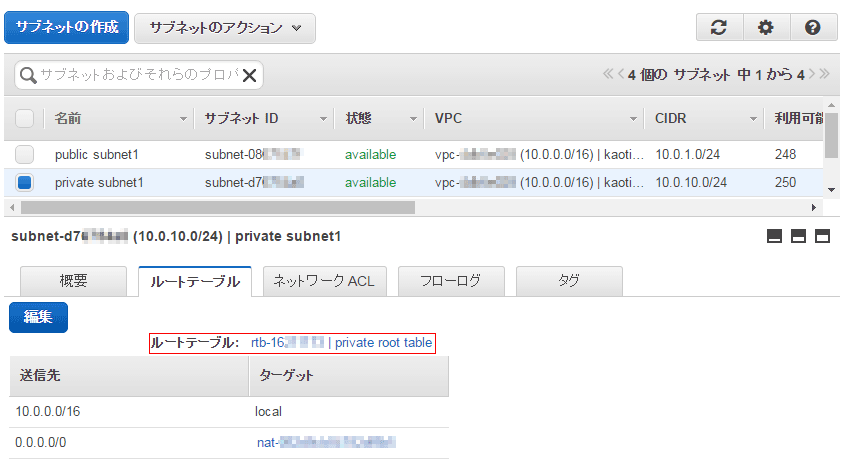 サブネットの作成 サブネットのアクション
サブネットおよびそれらのプロパ 4 個の サブネット 中 1 から 4
名前 サブネット ID 状態 VPC CIDR 利用可能
public subnet1 subnet-08 available vpc- (10.0.0.0/16) | kaoti... 10.0.1.0/24 248
private subnet1 subnet-d7 available vpc- (10.0.0.0/16) | kaoti... 10.0.10.0/24 250
subnet-d7 (10.0.10.0/24) | private subnet1
概要 ルートテーブル ネットワーク ACL フローログ タグ
編集
ルートテーブル: rtb-16 | private root table
送信先 ターゲット
10.0.0.0/16 local
0.0.0.0/0 nat-